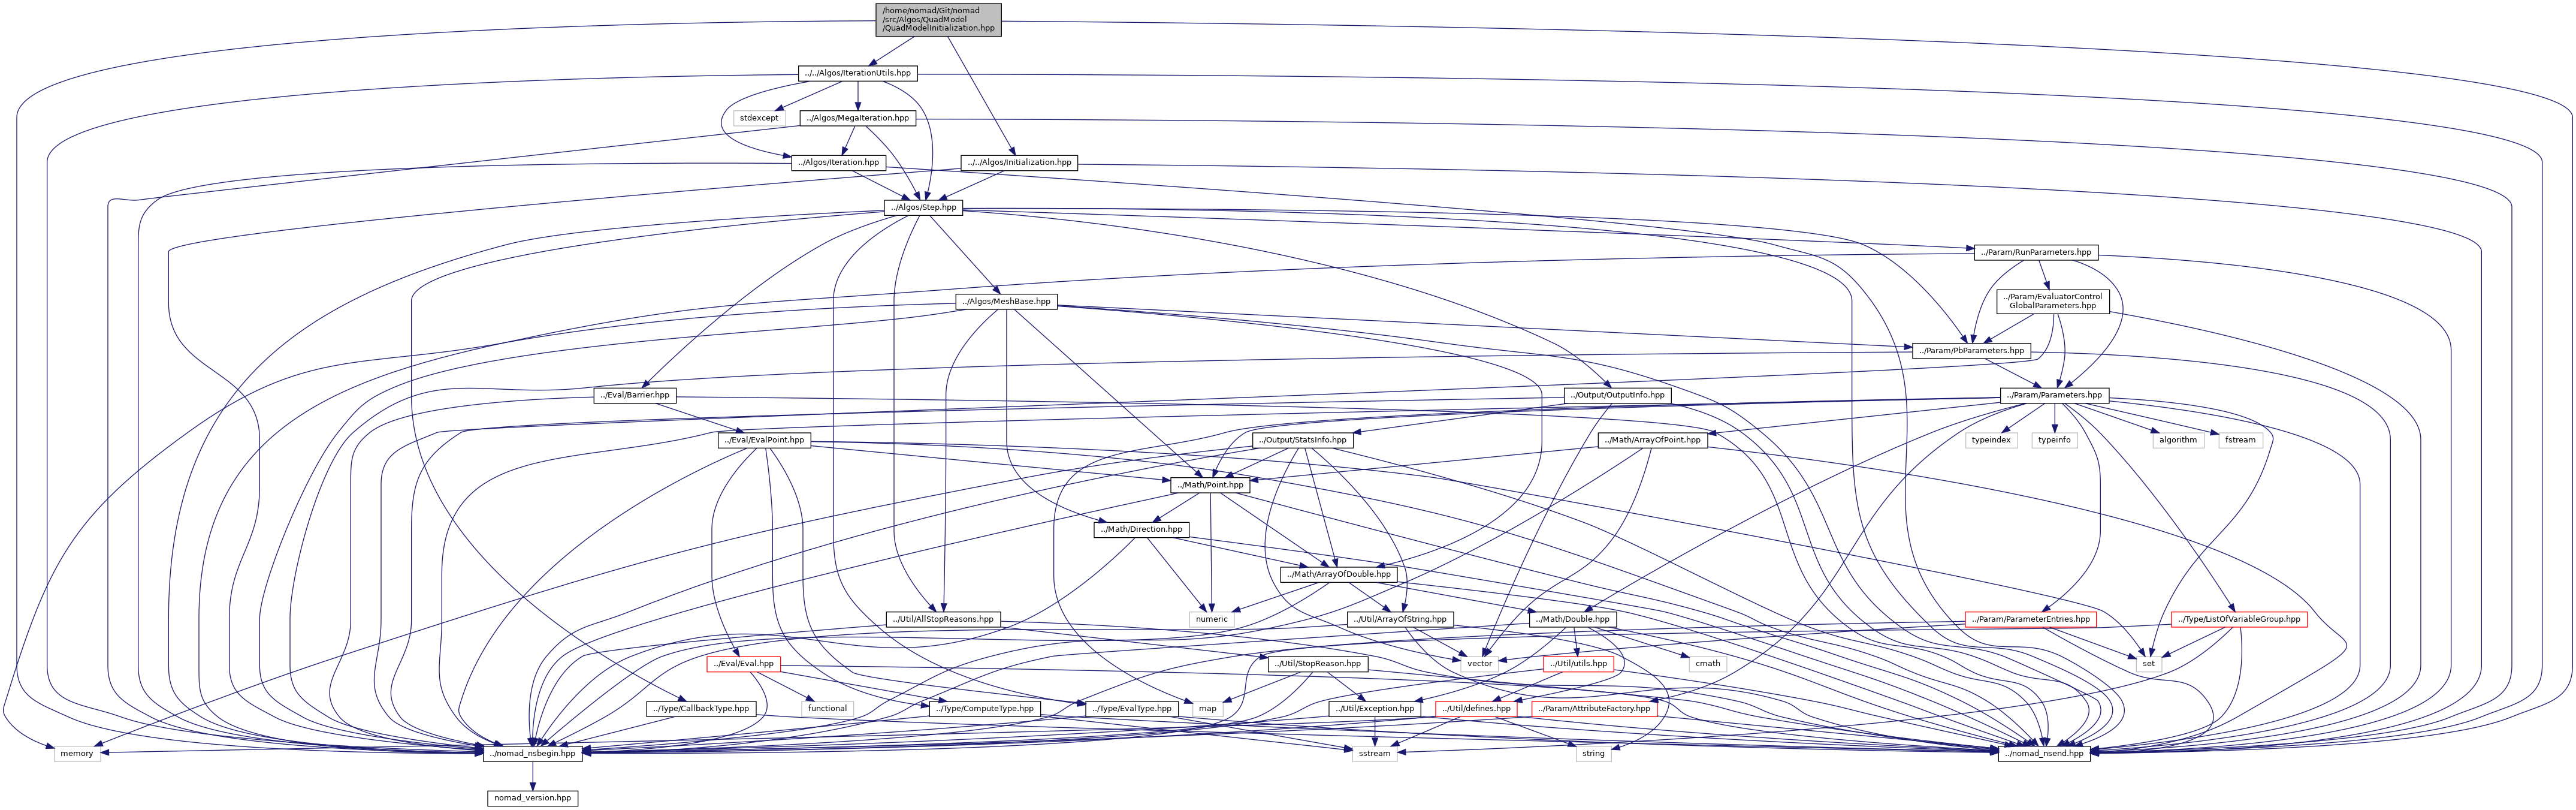 /home/nomad/Git/nomad
/src/Algos/QuadModel
/QuadModelInitialization.hpp
../../Algos/IterationUtils.hpp
stdexcept
../Algos/MegaIteration.hpp
../Algos/Iteration.hpp
../../Algos/Initialization.hpp
../Algos/Step.hpp
../Param/RunParameters.hpp
../Algos/MeshBase.hpp
../Param/EvaluatorControl
GlobalParameters.hpp
../Param/PbParameters.hpp
../Eval/Barrier.hpp
../Output/OutputInfo.hpp
../Param/Parameters.hpp
../Eval/EvalPoint.hpp
../Output/StatsInfo.hpp
../Math/ArrayOfPoint.hpp
typeindex
typeinfo
algorithm
fstream
../Math/Point.hpp
../Math/Direction.hpp
../Math/ArrayOfDouble.hpp
../Util/AllStopReasons.hpp
numeric
../Util/ArrayOfString.hpp
../Math/Double.hpp
../Param/ParameterEntries.hpp
../Type/ListOfVariableGroup.hpp
../Eval/Eval.hpp
../Util/StopReason.hpp
vector
../Util/utils.hpp
cmath
set
../Type/CallbackType.hpp
functional
../Type/ComputeType.hpp
../Type/EvalType.hpp
map
../Util/Exception.hpp
../Util/defines.hpp
../Param/AttributeFactory.hpp
memory
../nomad_nsbegin.hpp
sstream
string
../nomad_nsend.hpp
nomad_version.hpp